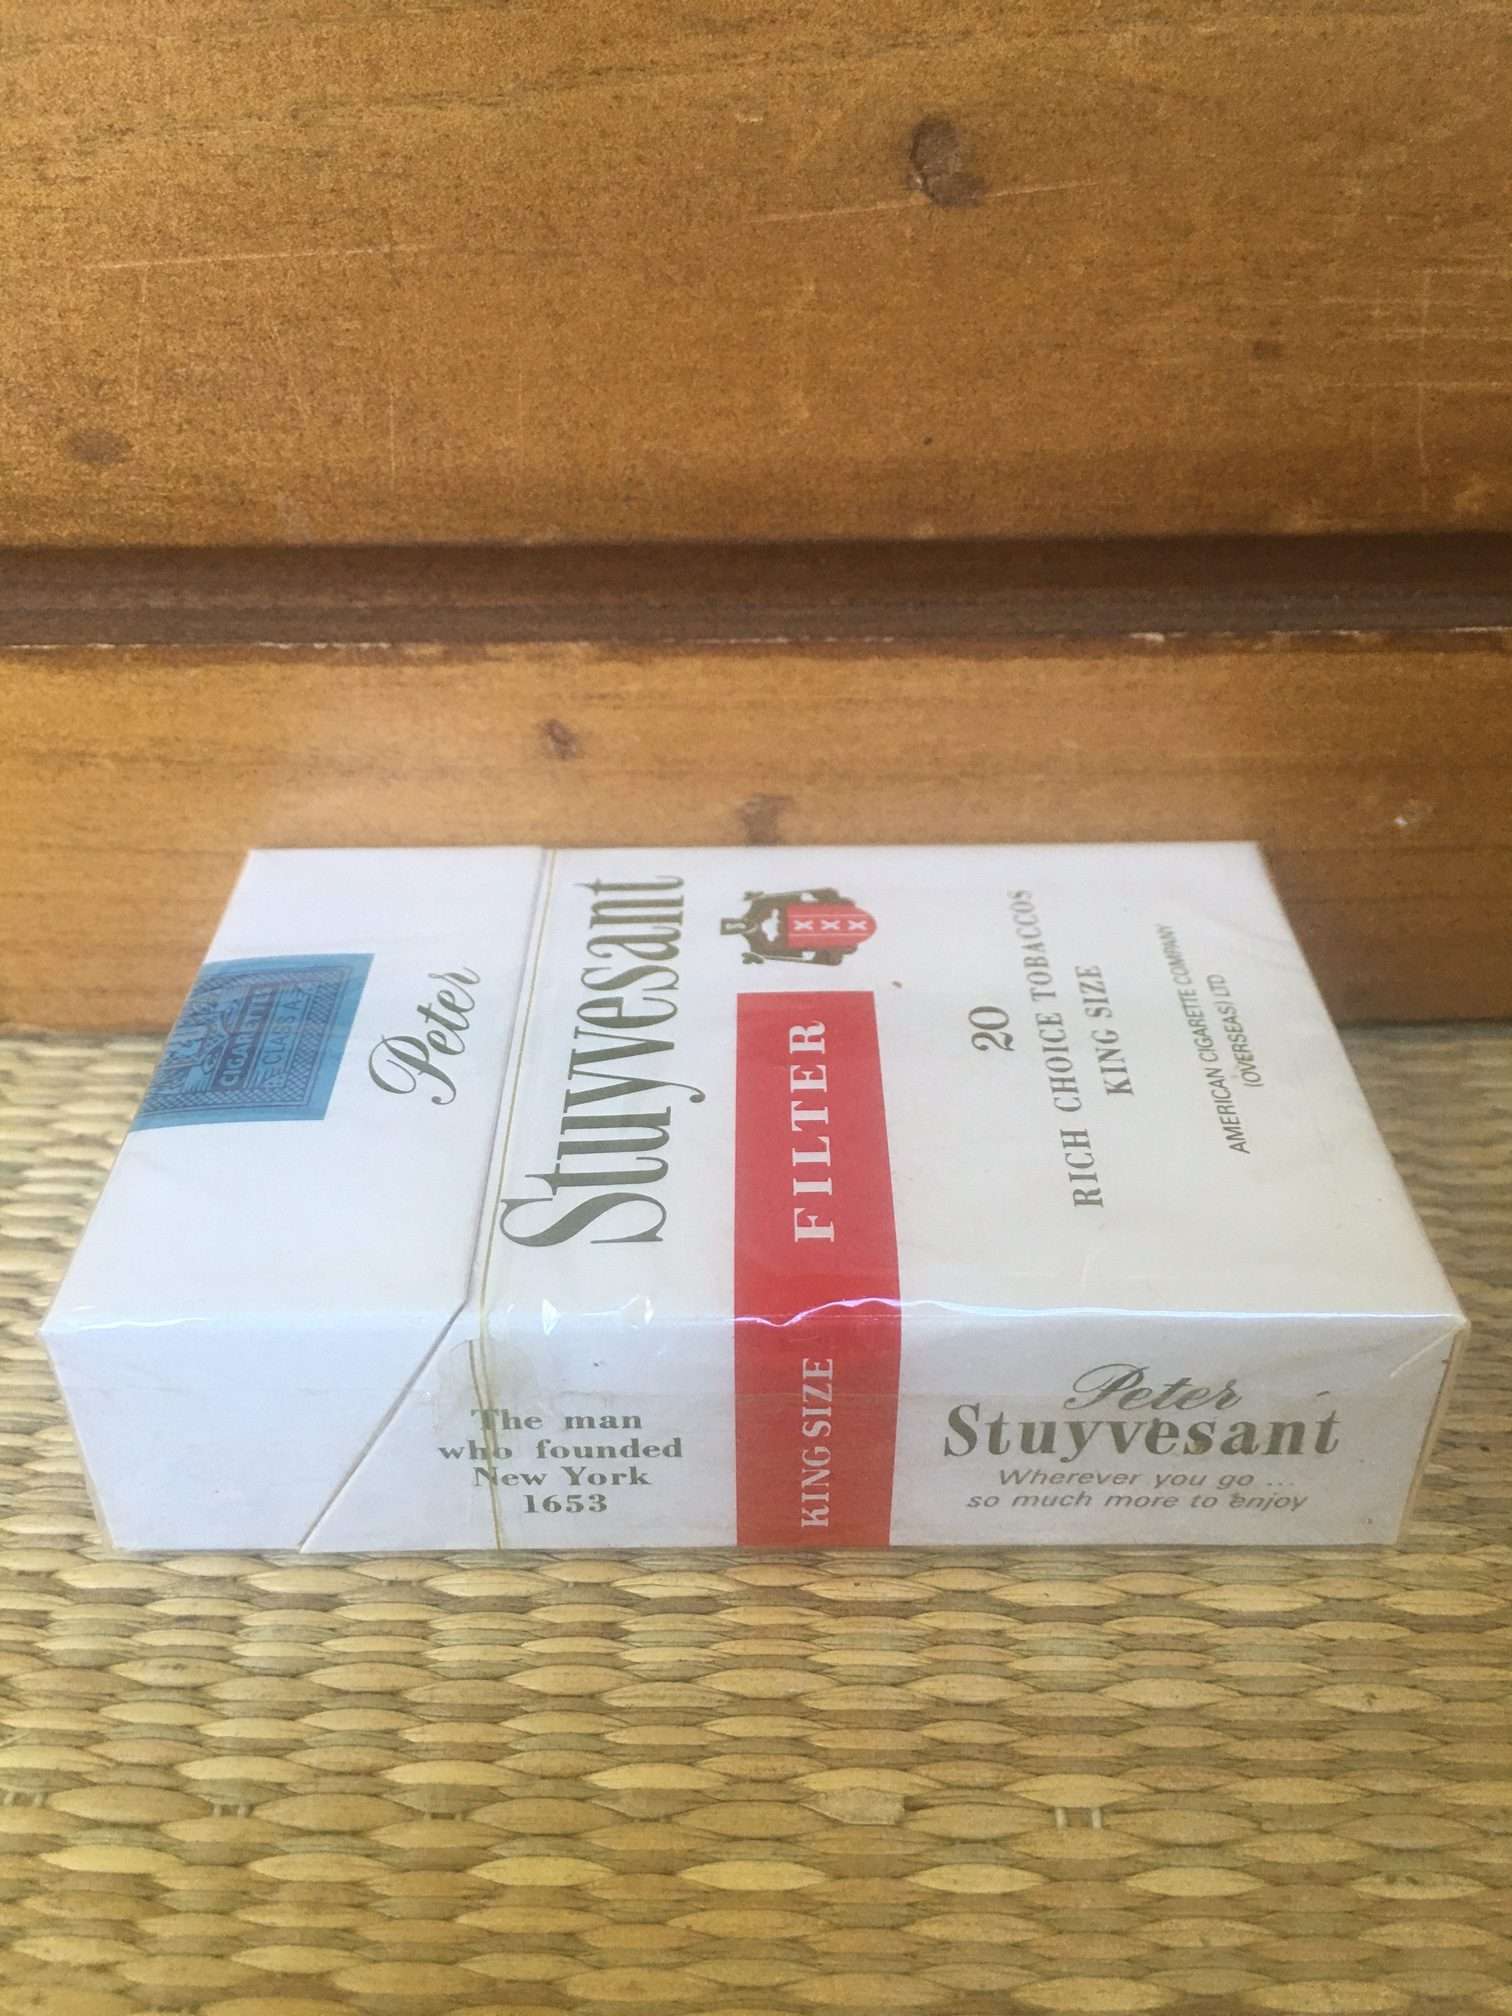 CIGARETTE
CLASS A
Peter
Stuyvesant
FILTER
20
RICH CHOICE TOBACCOS
KING SIZE
AMERICAN CIGARETTE COMPANY
(OVERSEAS) LTD
The man
who founded
New York
1653
KING SIZE
Peter
Stuyvesant
Wherever you go ...
so much more to enjoy